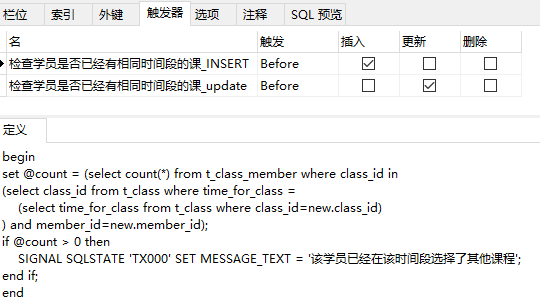 栏位 索引 外键 触发器 选项 注释 SQL 预览
名 触发 插入 更新 删除
检查学员是否已经有相同时间段的课_INSERT Before
检查学员是否已经有相同时间段的课_update Before
定义
begin
set @count = (select count(*) from t_class_member where class_id in
(select class_id from t_class where time_for_class =
(select time_for_class from t_class where class_id=new.class_id)
) and member_id=new.member_id);
if @count > 0 then
SIGNAL SQLSTATE 'TX000' SET MESSAGE_TEXT = '该学员已经在该时间段选择了其他课程';
end if;
end